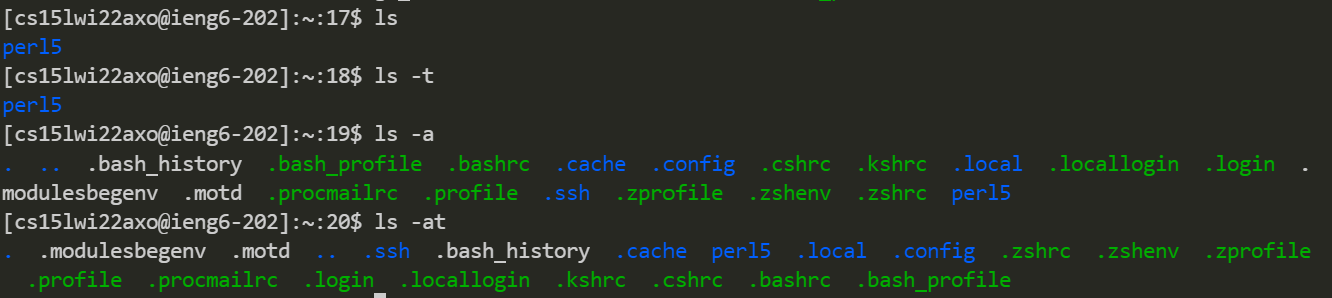 [cs15lwi22axo@ieng6-202]:~:17$ ls
perl5
[cs15lwi22axo@ieng6-202]:~:18$ ls -t
perl5
[cs15lwi22axo@ieng6-202]:~:19$ ls -a
.  ..  .bash_history  .bash_profile  .bashrc  .cache  .config  .cshrc  .kshrc  .local  .locallogin  .login  .
modulesbegenv  .motd  .procmailrc  .profile  .ssh  .zprofile  .zshenv  .zshrc  perl5
[cs15lwi22axo@ieng6-202]:~:20$ ls -at
.  .modulesbegenv  .motd  ..  .ssh  .bash_history  .cache  perl5  .local  .config  .zshrc  .zshenv  .zprofile
  .profile  .procmailrc  .login  .locallogin  .kshrc  .cshrc  .bashrc  .bash_profile